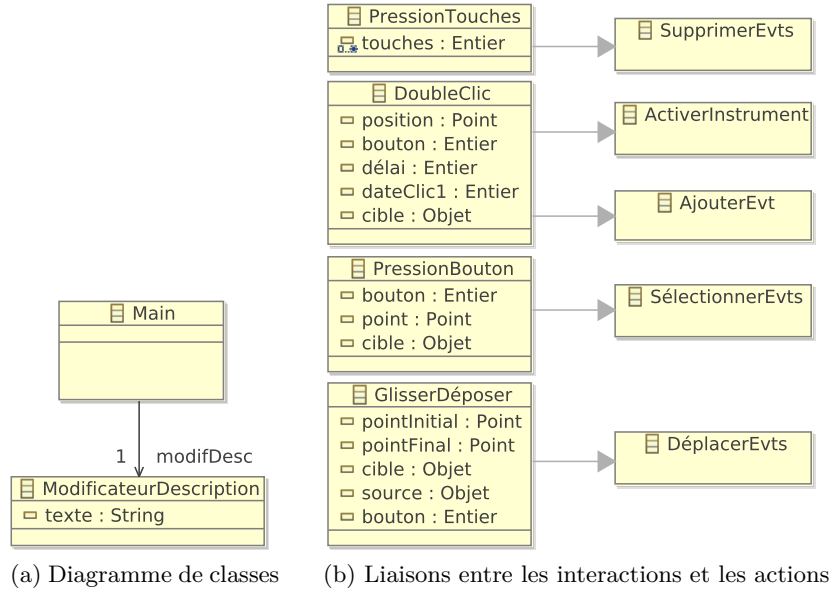 Main
1 modifDesc
ModificateurDescription
texte : String
(a) Diagramme de classes
PressionTouches
0..* touches : Entier
SupprimerEvts
DoubleClic
position : Point
bouton : Entier
délai : Entier
dateClic1 : Entier
cible : Objet
ActiverInstrument
AjouterEvt
PressionBouton
bouton : Entier
point : Point
cible : Objet
SélectionnerEvts
GlisserDéposer
pointInitial : Point
pointFinal : Point
cible : Objet
source : Objet
bouton : Entier
DéplacerEvts
(b) Liaisons entre les interactions et les actions